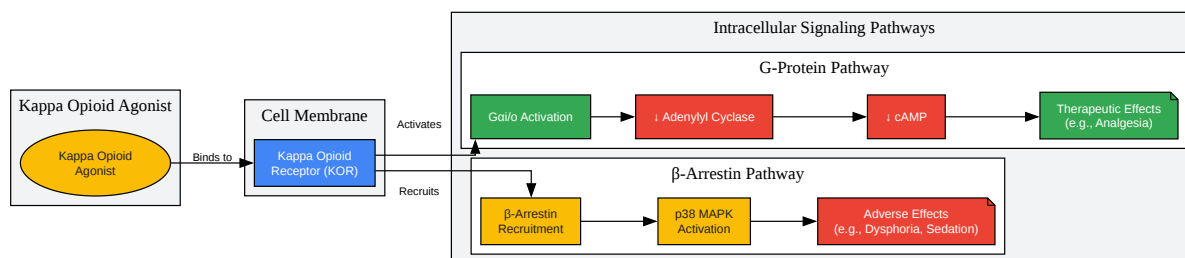 Intracellular Signaling Pathways
G-Protein Pathway
Kappa Opioid Agonist
Cell Membrane
Activates
Gαi/o Activation
↓ Adenylyl Cyclase
↓ cAMP
Therapeutic Effects
(e.g., Analgesia)
Kappa Opioid
Agonist
Binds to
Kappa Opioid
Receptor (KOR)
Recruits
β-Arrestin Pathway
β-Arrestin
Recruitment
p38 MAPK
Activation
Adverse Effects
(e.g., Dysphoria, Sedation)